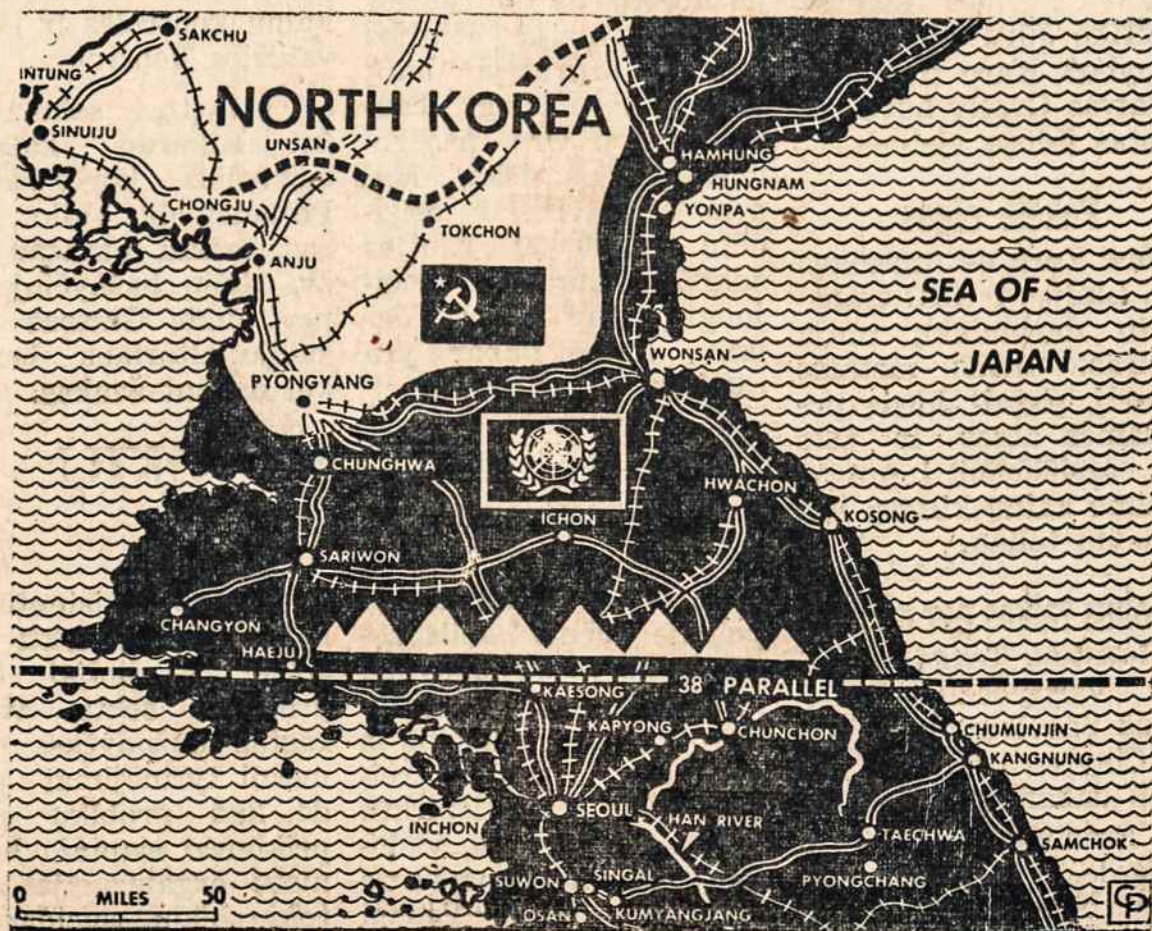 SAKCHU
INTUNG
NORTH KOREA
SINUIJU
UNSAN
HAMHUNG
HUNGNAM
CHONGJU
YONPA
TOKCHON
ANJU
SEA OF
JAPAN
WONSAN
PYONGYANG
CHUNGHWA
HWACHON
ICHON
KOSONG
SARIWON
CHANGYON
HAEJU
38° PARALLEL
KAESONG
KAPYONG
CHUNCHON
CHUMUNJIN
KANGNUNG
SEOUL
HAN RIVER
INCHON
TAECHWA
SAMCHOK
PYONGCHANG
SUWON
SINGAL
KUMYANGJANG
OSAN
0 MILES 50
CP